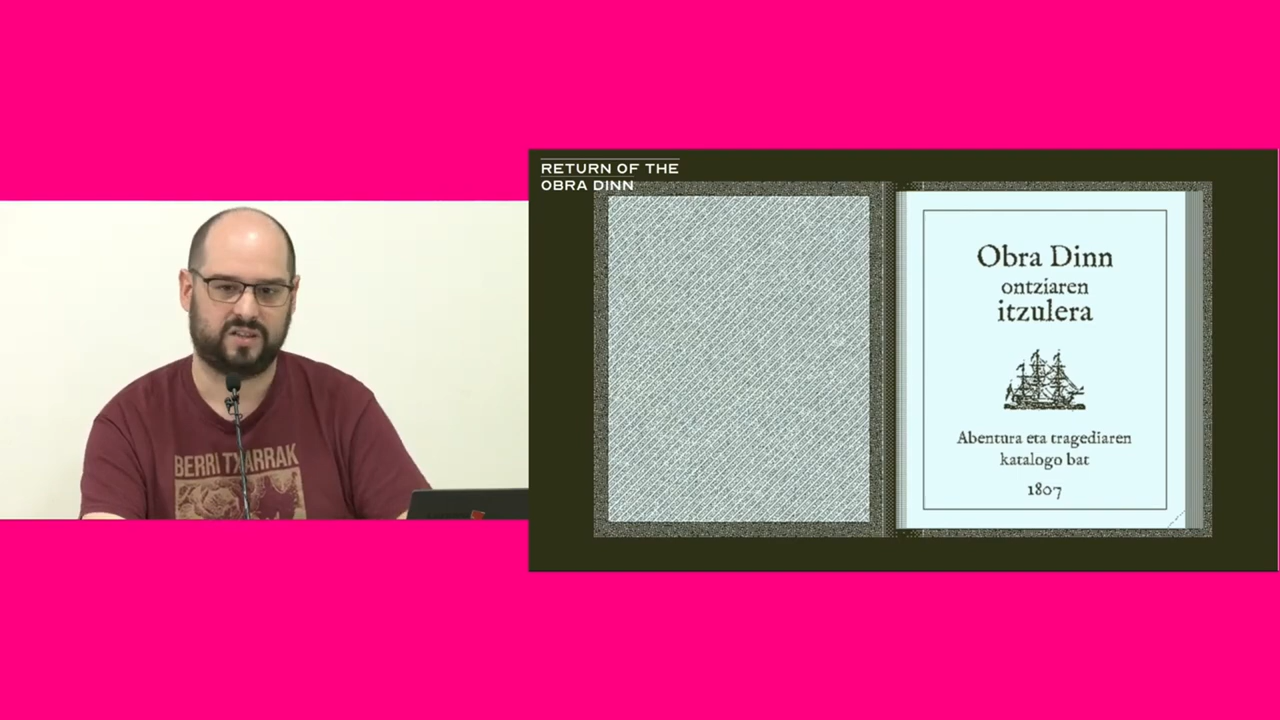 BERRI TXARRAK
RETURN OF THE
OBRA DINN
Obra Dinn
ontziaren
itzulera
Abentura eta tragediaren
katalogo bat
1807